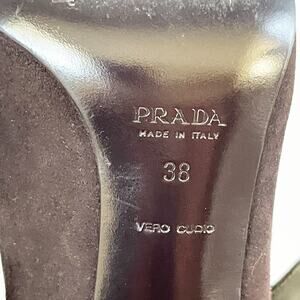 PRADA
MADE IN ITALY
38
VERO CUOIO